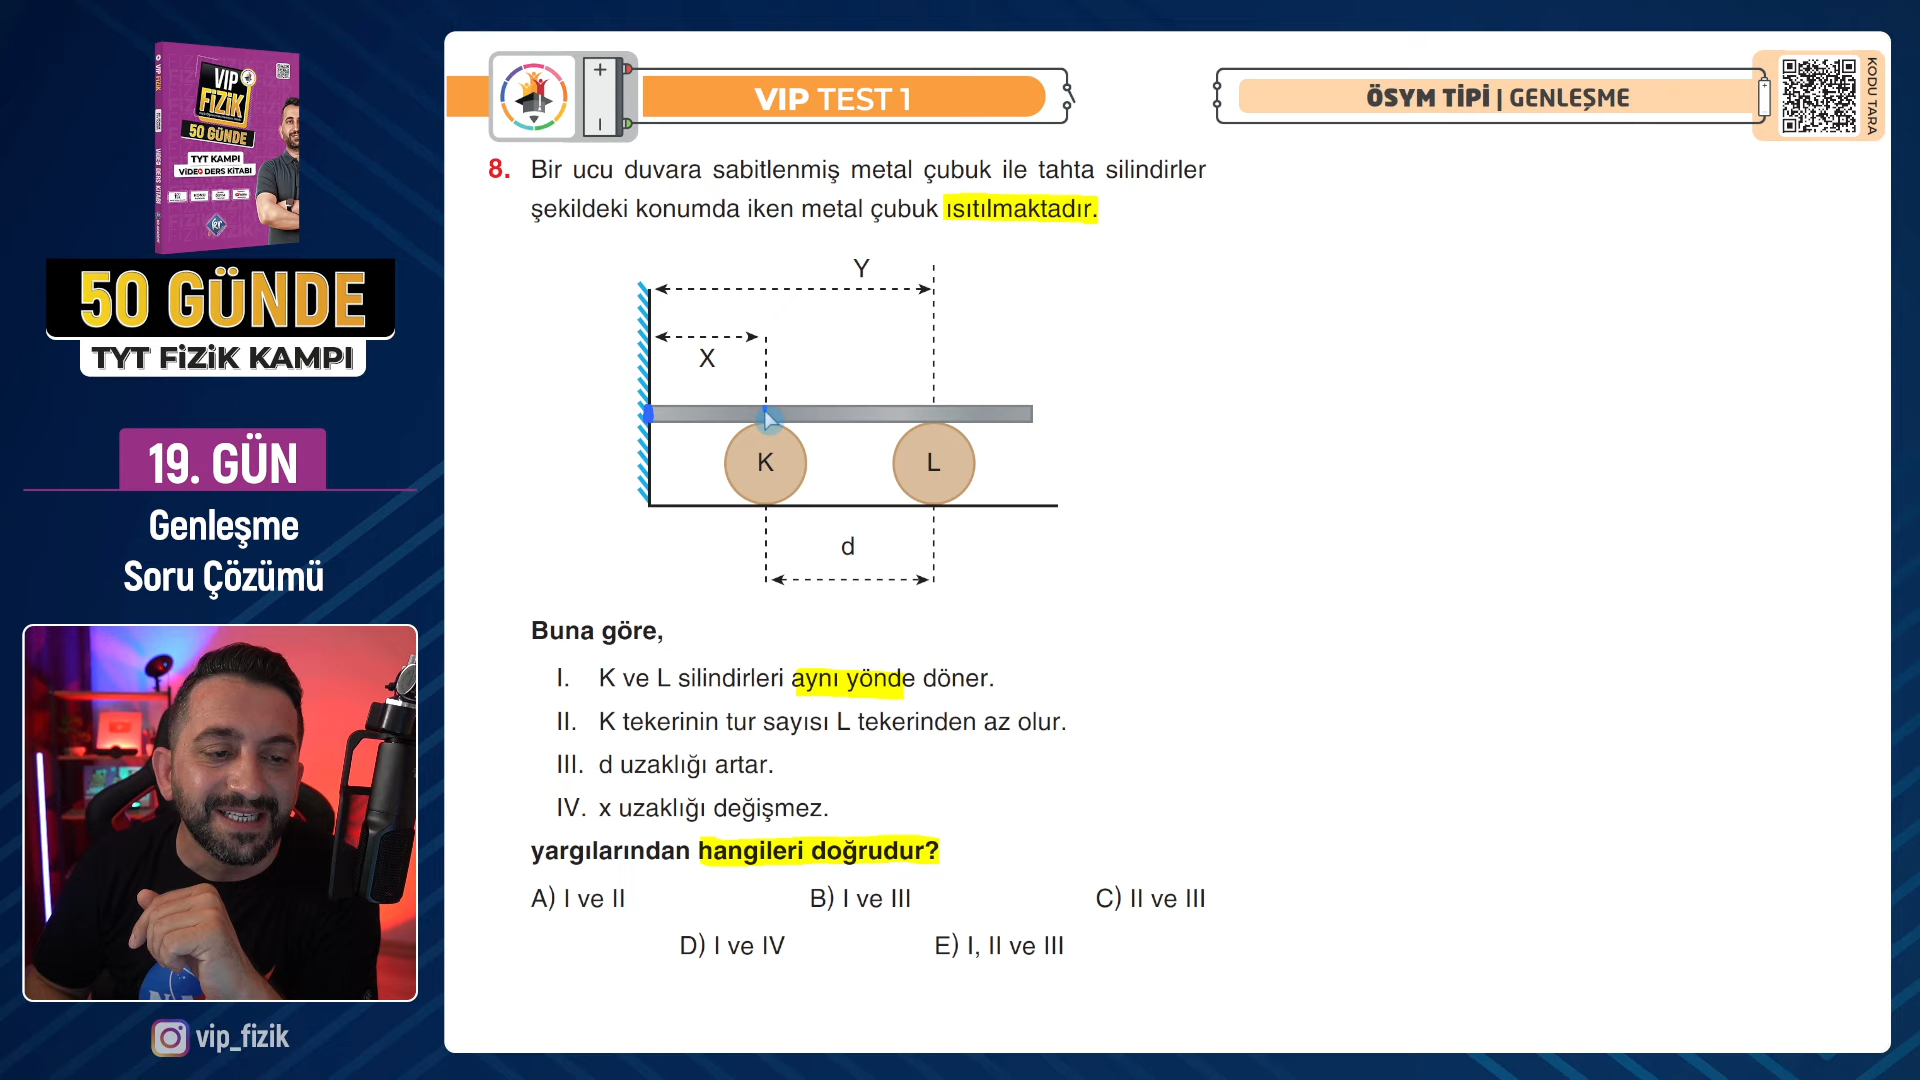 VIP
FİZİK
50 GÜNDE
TYT KAMPI
VİDEO DERS KİTABI
50 GÜNDE
TYT FİZİK KAMPI
19. GÜN
Genleşme
Soru Çözümü
vip_fizik
VIP TEST 1
ÖSYM TİPİ | GENLEŞME
KODU TARA
8. Bir ucu duvara sabitlenmiş metal çubuk ile tahta silindirler
şekildeki konumda iken metal çubuk ısıtılmaktadır.
Y
X
K
L
d
Buna göre,
I. K ve L silindirleri aynı yönde döner.
II. K tekerinin tur sayısı L tekerinden az olur.
III. d uzaklığı artar.
IV. x uzaklığı değişmez.
yargılarından hangileri doğrudur?
A) I ve II
B) I ve III
C) II ve III
D) I ve IV
E) I, II ve III